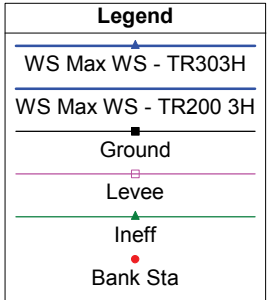 Legend
WS Max WS - TR303H
WS Max WS - TR200 3H
Ground
Levee
Ineff
Bank Sta